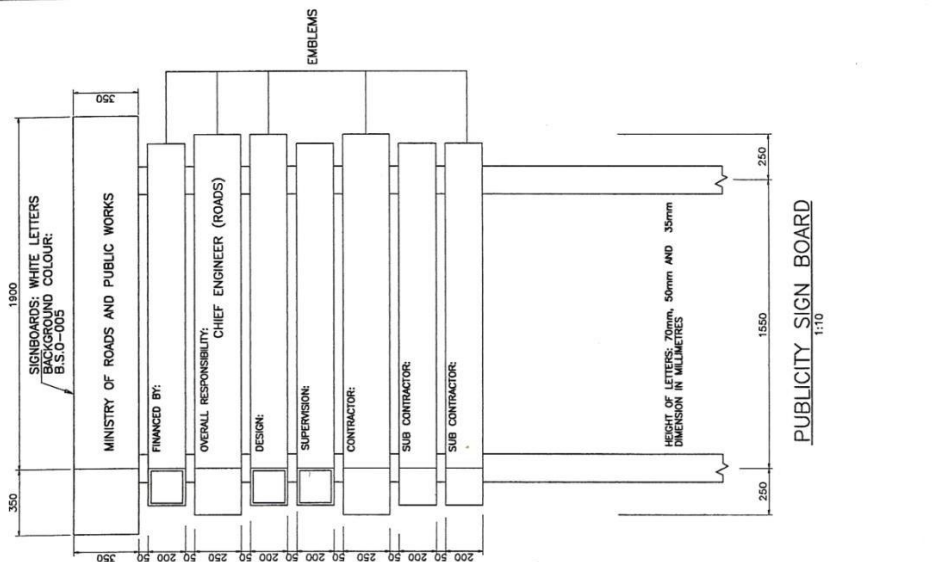 350
1900
350
SIGNBOARDS: WHITE LETTERS
BACKGROUND COLOUR:
B.S.O-005
EMBLEMS
MINISTRY OF ROADS AND PUBLIC WORKS
FINANCED BY:
OVERALL RESPONSIBILITY:
CHIEF ENGINEER (ROADS)
DESIGN:
SUPERVISION:
CONTRACTOR:
SUB CONTRACTOR:
SUB CONTRACTOR:
350
50
200
50
250
50
200
50
200
50
250
50
200
50
200
HEIGHT OF LETTERS: 70mm, 50mm AND 35mm
DIMENSION IN MILLIMETRES
250
1550
250
PUBLICITY SIGN BOARD
1:10